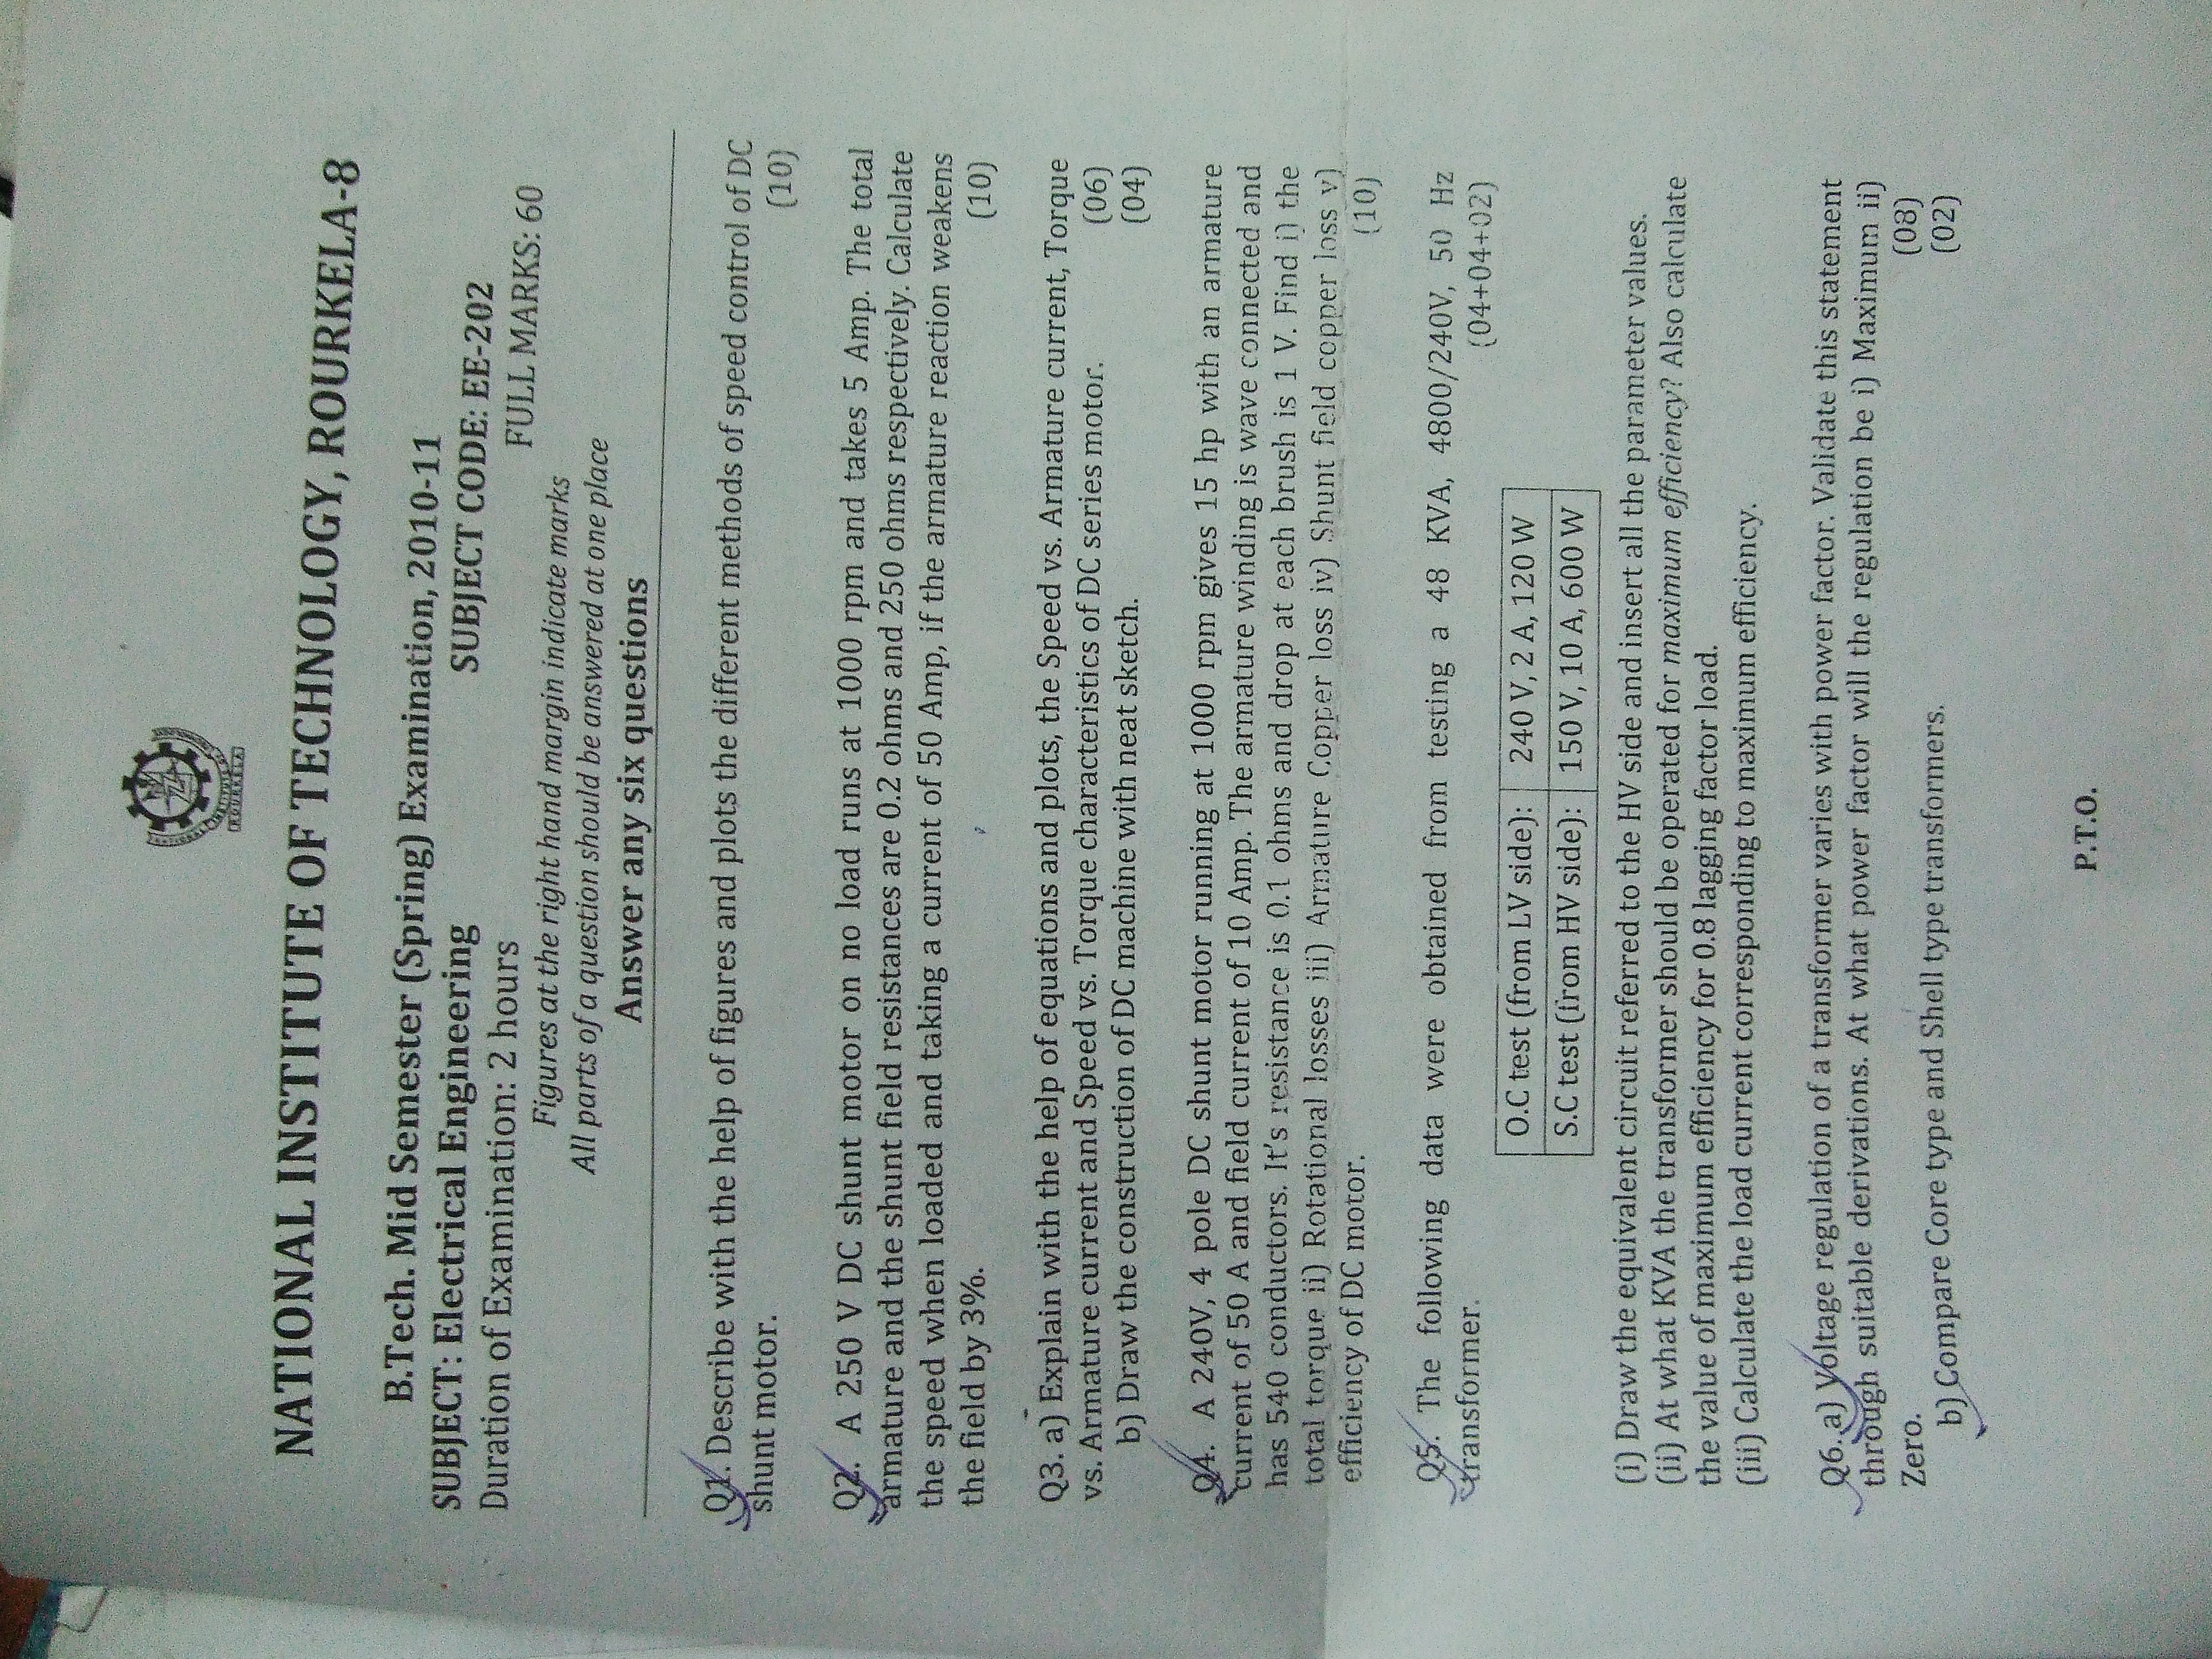 NATIONAL INSTITUTE OF TECHNOLOGY, ROURKELA-8
B.Tech. Mid Semester (Spring) Examination, 2010-11
SUBJECT: Electrical Engineering SUBJECT CODE: EE-202
Duration of Examination: 2 hours FULL MARKS: 60
Figures at the right hand margin indicate marks
All parts of a question should be answered at one place
Answer any six questions
Q1. Describe with the help of figures and plots the different methods of speed control of DC
shunt motor. (10)
Q2. A 250 V DC shunt motor on no load runs at 1000 rpm and takes 5 Amp. The total
armature and the shunt field resistances are 0.2 ohms and 250 ohms respectively. Calculate
the speed when loaded and taking a current of 50 Amp, if the armature reaction weakens
the field by 3%. (10)
Q3. a) Explain with the help of equations and plots, the Speed vs. Armature current, Torque
vs. Armature current and Speed vs. Torque characteristics of DC series motor. (06)
b) Draw the construction of DC machine with neat sketch. (04)
Q4. A 240V, 4 pole DC shunt motor running at 1000 rpm gives 15 hp with an armature
current of 50 A and field current of 10 Amp. The armature winding is wave connected and
has 540 conductors. It's resistance is 0.1 ohms and drop at each brush is 1 V. Find i) the
total torque ii) Rotational losses iii) Armature Copper loss iv) Shunt field copper loss v)
efficiency of DC motor. (10)
Q5. The following data were obtained from testing a 48 KVA, 4800/240V, 50 Hz
transformer. (04+04+02)
O.C test (from LV side): 240 V, 2 A, 120 W
S.C test (from HV side): 150 V, 10 A, 600 W
(i) Draw the equivalent circuit referred to the HV side and insert all the parameter values.
(ii) At what KVA the transformer should be operated for maximum efficiency? Also calculate
the value of maximum efficiency for 0.8 lagging factor load.
(iii) Calculate the load current corresponding to maximum efficiency.
Q6. a) Voltage regulation of a transformer varies with power factor. Validate this statement
through suitable derivations. At what power factor will the regulation be i) Maximum ii)
Zero. (08)
b) Compare Core type and Shell type transformers. (02)
P.T.O.